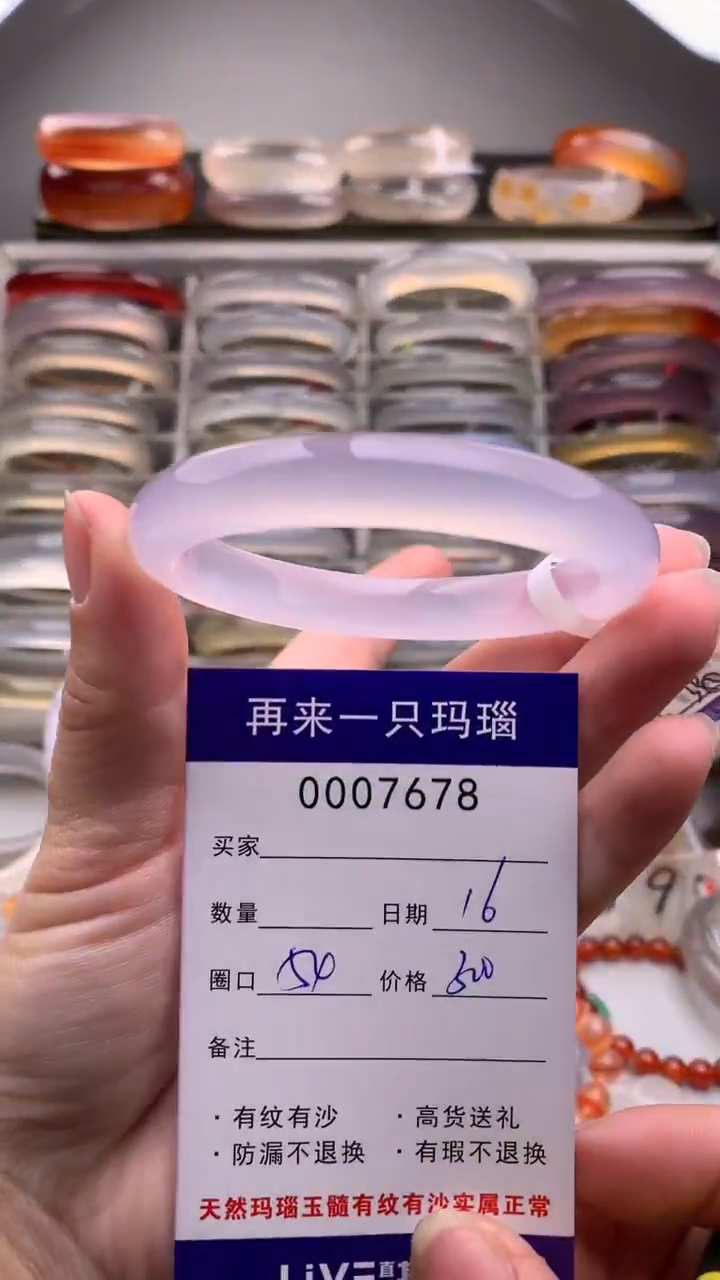 再来一只玛瑙
0007678
买家
数量 日期 16
圈口 54 价格
备注
·有纹有沙 ·高货送礼
·防漏不退换 ·有瑕不退换
天然玛瑙玉髓有纹有沙实属正常
LiVE